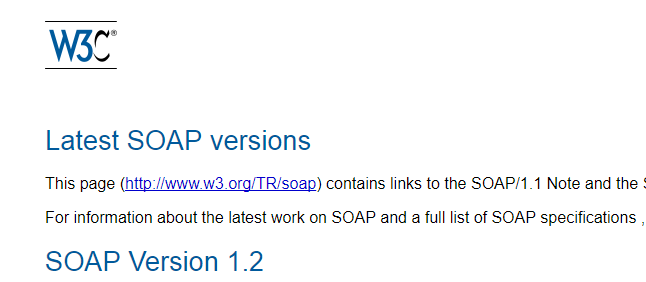 W3C®
Latest SOAP versions
This page (http://www.w3.org/TR/soap) contains links to the SOAP/1.1 Note and the
For information about the latest work on SOAP and a full list of SOAP specifications ,
SOAP Version 1.2